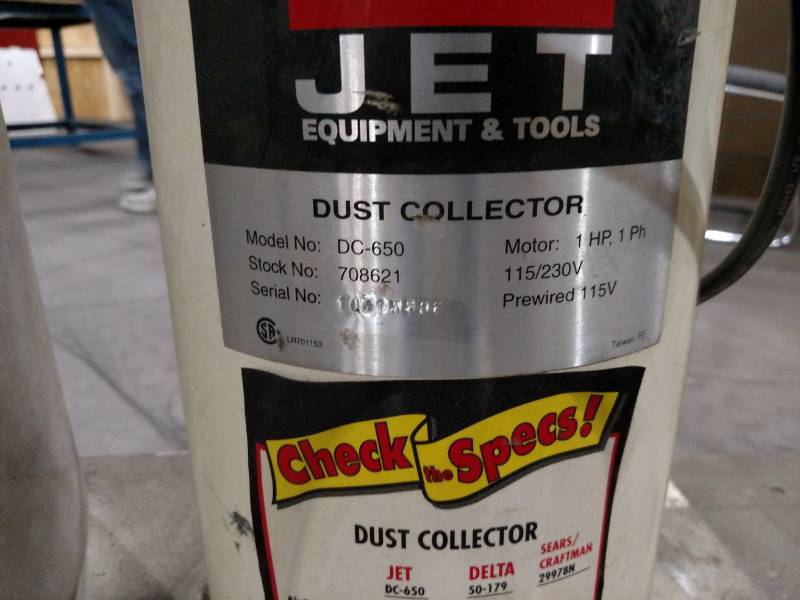 JET
EQUIPMENT & TOOLS
DUST COLLECTOR
Model No: DC-650
Stock No: 708621
Serial No:
Motor: 1 HP, 1 Ph
115/230V
Prewired 115V
LR701153
Taiwan FE
Check the Specs!
DUST COLLECTOR
JET
DC-650
DELTA
50-179
SEARS/
CRAFTMAN
29978N